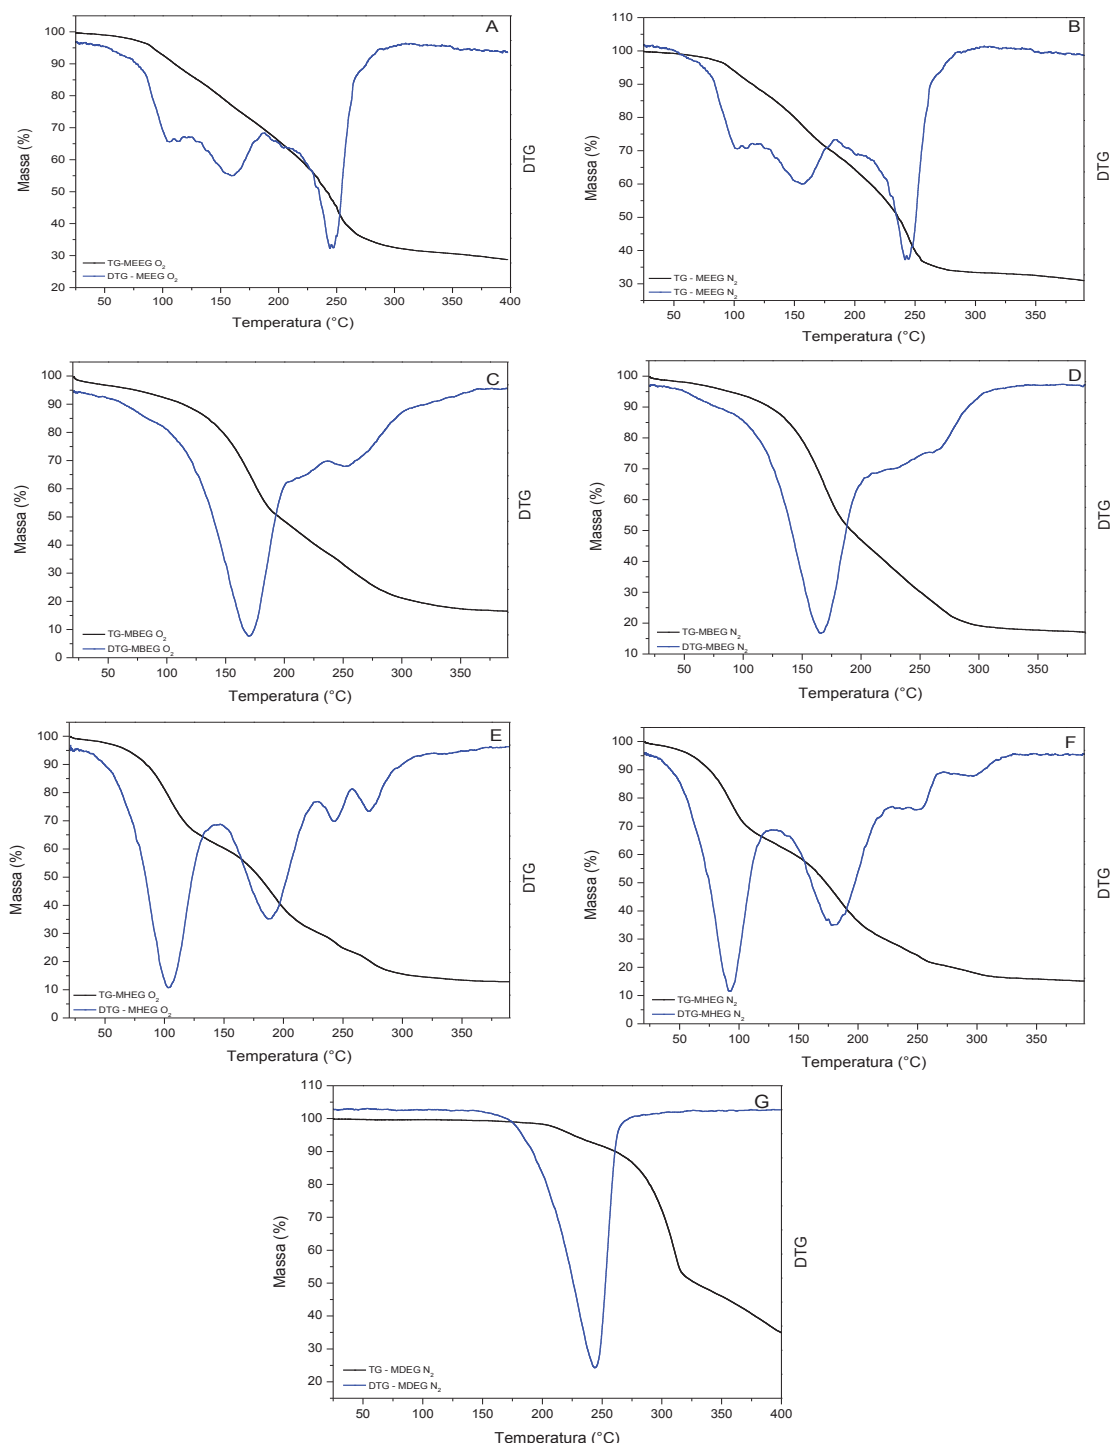 A
100
90
80
70
60
50
40
30
20
Massa (%)
DTG
TG-MEEG O₂
DTG - MEEG O₂
50 100 150 200 250 300 350 400
Temperatura (°C)
B
110
100
90
80
70
60
50
40
30
Massa (%)
DTG
TG - MEEG N₂
TG - MEEG N₂
50 100 150 200 250 300 350
Temperatura (°C)
C
100
90
80
70
60
50
40
30
20
10
0
Massa (%)
DTG
TG-MBEG O₂
DTG-MBEG O₂
50 100 150 200 250 300 350
Temperatura (°C)
D
100
90
80
70
60
50
40
30
20
10
Massa (%)
DTG
TG-MBEG N₂
DTG-MBEG N₂
50 100 150 200 250 300 350
Temperatura (°C)
E
100
90
80
70
60
50
40
30
20
10
0
Massa (%)
DTG
TG-MHEG O₂
DTG - MHEG O₂
50 100 150 200 250 300 350
Temperatura (°C)
F
100
90
80
70
60
50
40
30
20
10
0
Massa (%)
DTG
TG-MHEG N₂
DTG-MHEG N₂
50 100 150 200 250 300 350
Temperatura (°C)
G
110
100
90
80
70
60
50
40
30
20
Massa (%)
DTG
TG - MDEG N₂
DTG - MDEG N₂
50 100 150 200 250 300 350 400
Temperatura (°C)